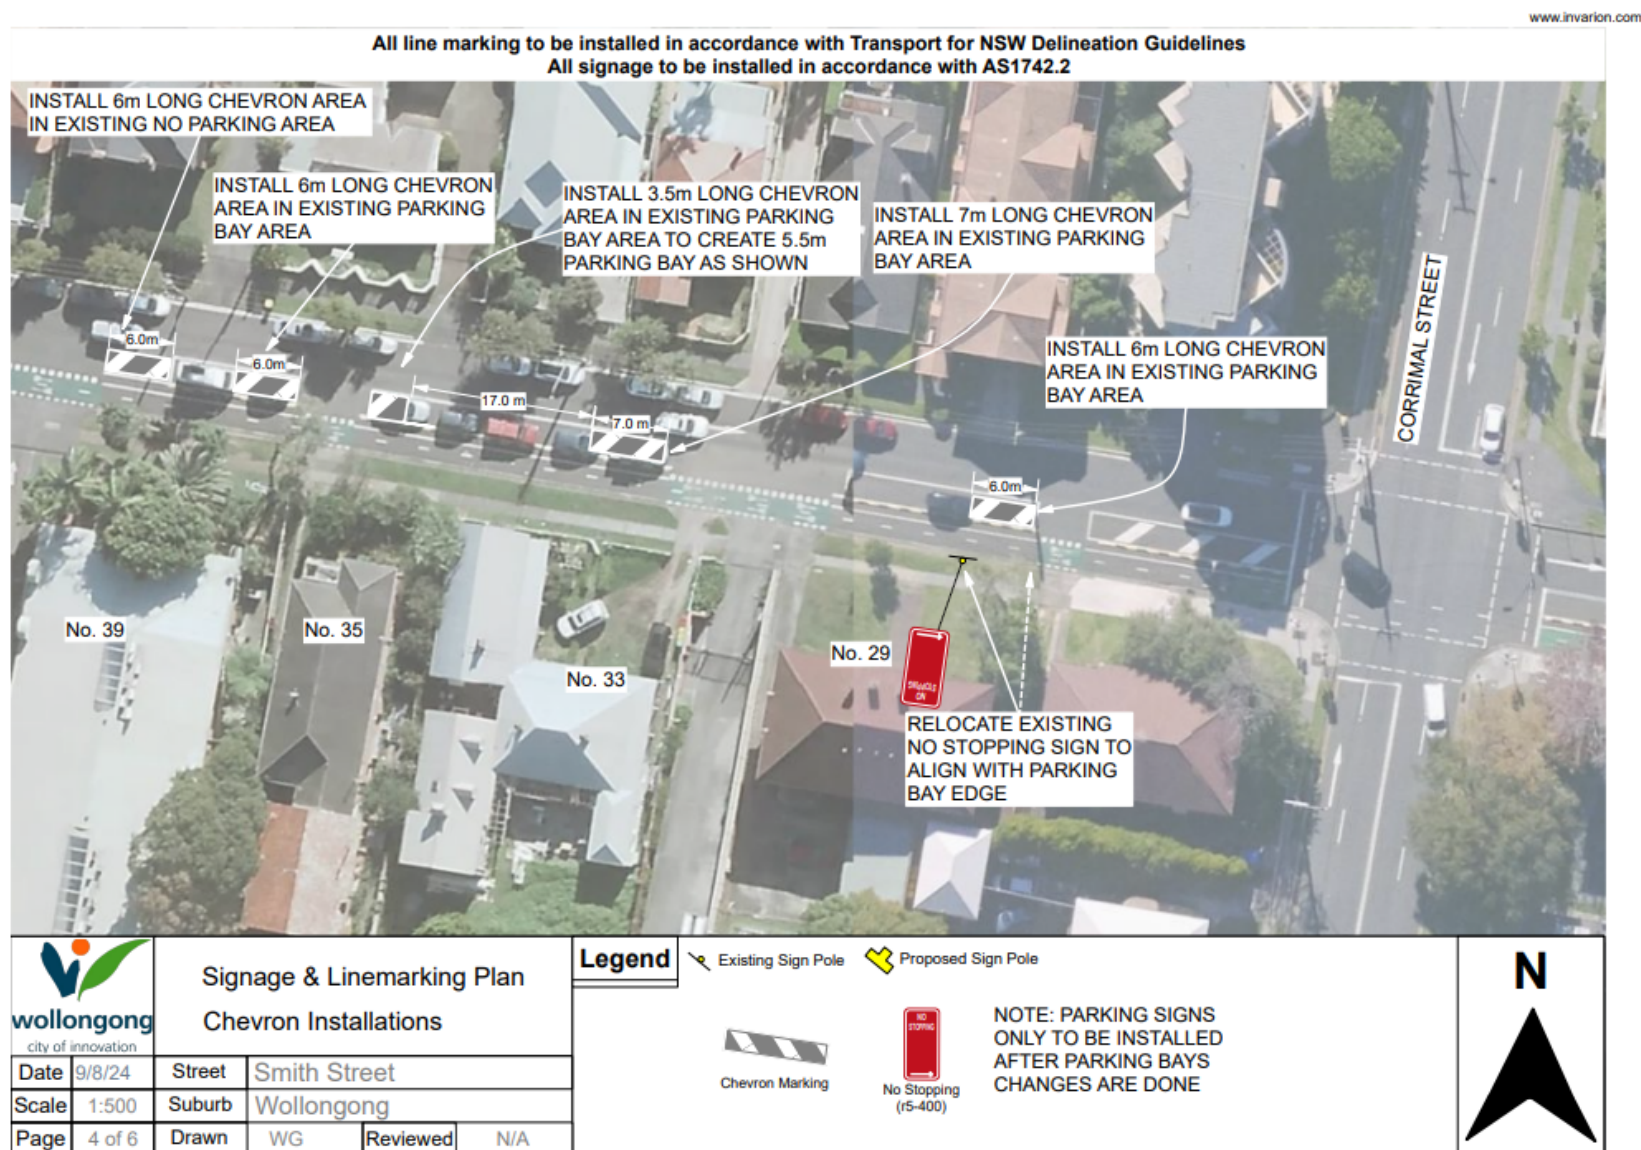 www.invarion.com
All line marking to be installed in accordance with Transport for NSW Delineation Guidelines
All signage to be installed in accordance with AS1742.2
INSTALL 6m LONG CHEVRON AREA
IN EXISTING NO PARKING AREA
INSTALL 6m LONG CHEVRON
AREA IN EXISTING PARKING
BAY AREA
INSTALL 3.5m LONG CHEVRON
AREA IN EXISTING PARKING
BAY AREA TO CREATE 5.5m
PARKING BAY AS SHOWN
INSTALL 7m LONG CHEVRON
AREA IN EXISTING PARKING
BAY AREA
INSTALL 6m LONG CHEVRON
AREA IN EXISTING PARKING
BAY AREA
CORRIMAL STREET
6.0m
6.0m
17.0 m
7.0 m
6.0m
No. 39
No. 35
No. 33
No. 29
NO
STOPPING
RELOCATE EXISTING
NO STOPPING SIGN TO
ALIGN WITH PARKING
BAY EDGE
wollongong
city of innovation
Signage & Linemarking Plan
Chevron Installations
Date 9/8/24 Street Smith Street
Scale 1:500 Suburb Wollongong
Page 4 of 6 Drawn WG Reviewed N/A
Legend
Existing Sign Pole
Proposed Sign Pole
Chevron Marking
NO
STOPPING
No Stopping
(r5-400)
NOTE: PARKING SIGNS
ONLY TO BE INSTALLED
AFTER PARKING BAYS
CHANGES ARE DONE
N